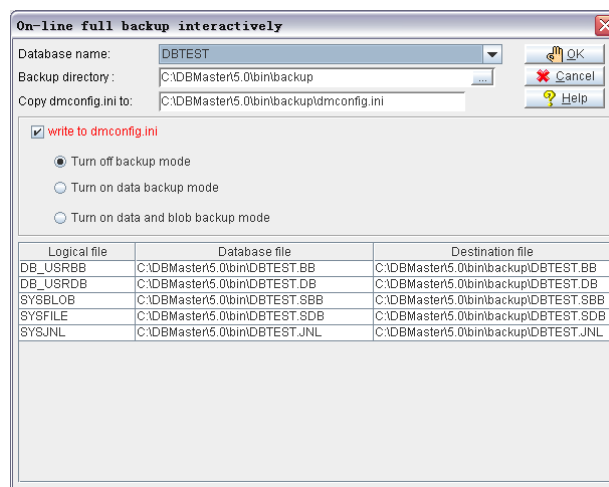 On-line full backup interactively
Database name: DBTEST OK
Backup directory : C:\DBMaster\5.0\bin\backup ... Cancel
Copy dmconfig.ini to: C:\DBMaster\5.0\bin\backup\dmconfig.ini Help
write to dmconfig.ini
Turn off backup mode
Turn on data backup mode
Turn on data and blob backup mode
Logical file Database file Destination file
DB_USRBB C:\DBMaster\5.0\bin\DBTEST.BB C:\DBMaster\5.0\bin\backup\DBTEST.BB
DB_USRDB C:\DBMaster\5.0\bin\DBTEST.DB C:\DBMaster\5.0\bin\backup\DBTEST.DB
SYSBLOB C:\DBMaster\5.0\bin\DBTEST.SBB C:\DBMaster\5.0\bin\backup\DBTEST.SBB
SYSFILE C:\DBMaster\5.0\bin\DBTEST.SDB C:\DBMaster\5.0\bin\backup\DBTEST.SDB
SYSJNL C:\DBMaster\5.0\bin\DBTEST.JNL C:\DBMaster\5.0\bin\backup\DBTEST.JNL